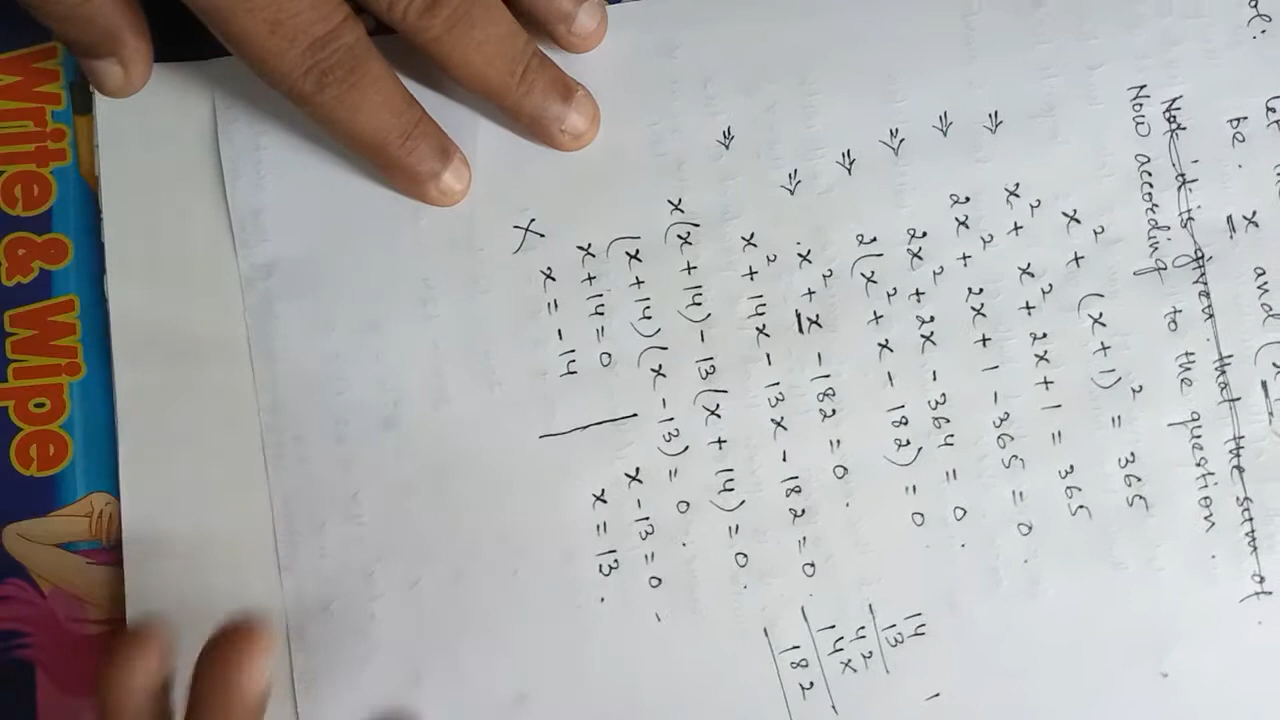 ol:
be. x and (x
Not it is given that the sum of
Now according to the question.
x² + (x+1)² = 365
⇒ x² + x² + 2x + 1 = 365
⇒ 2x² + 2x + 1 - 365 = 0.
⇒ 2x² + 2x - 364 = 0.
⇒ 2(x² + x - 182) = 0
⇒ x² + x - 182 = 0.
⇒ x² + 14x - 13x - 182 = 0.
x(x + 14) - 13(x + 14) = 0.
(x + 14)(x - 13) = 0.
x + 14 = 0 | x - 13 = 0
X x = -14 | x = 13.
14
13
42
14x
182
Write & Wipe